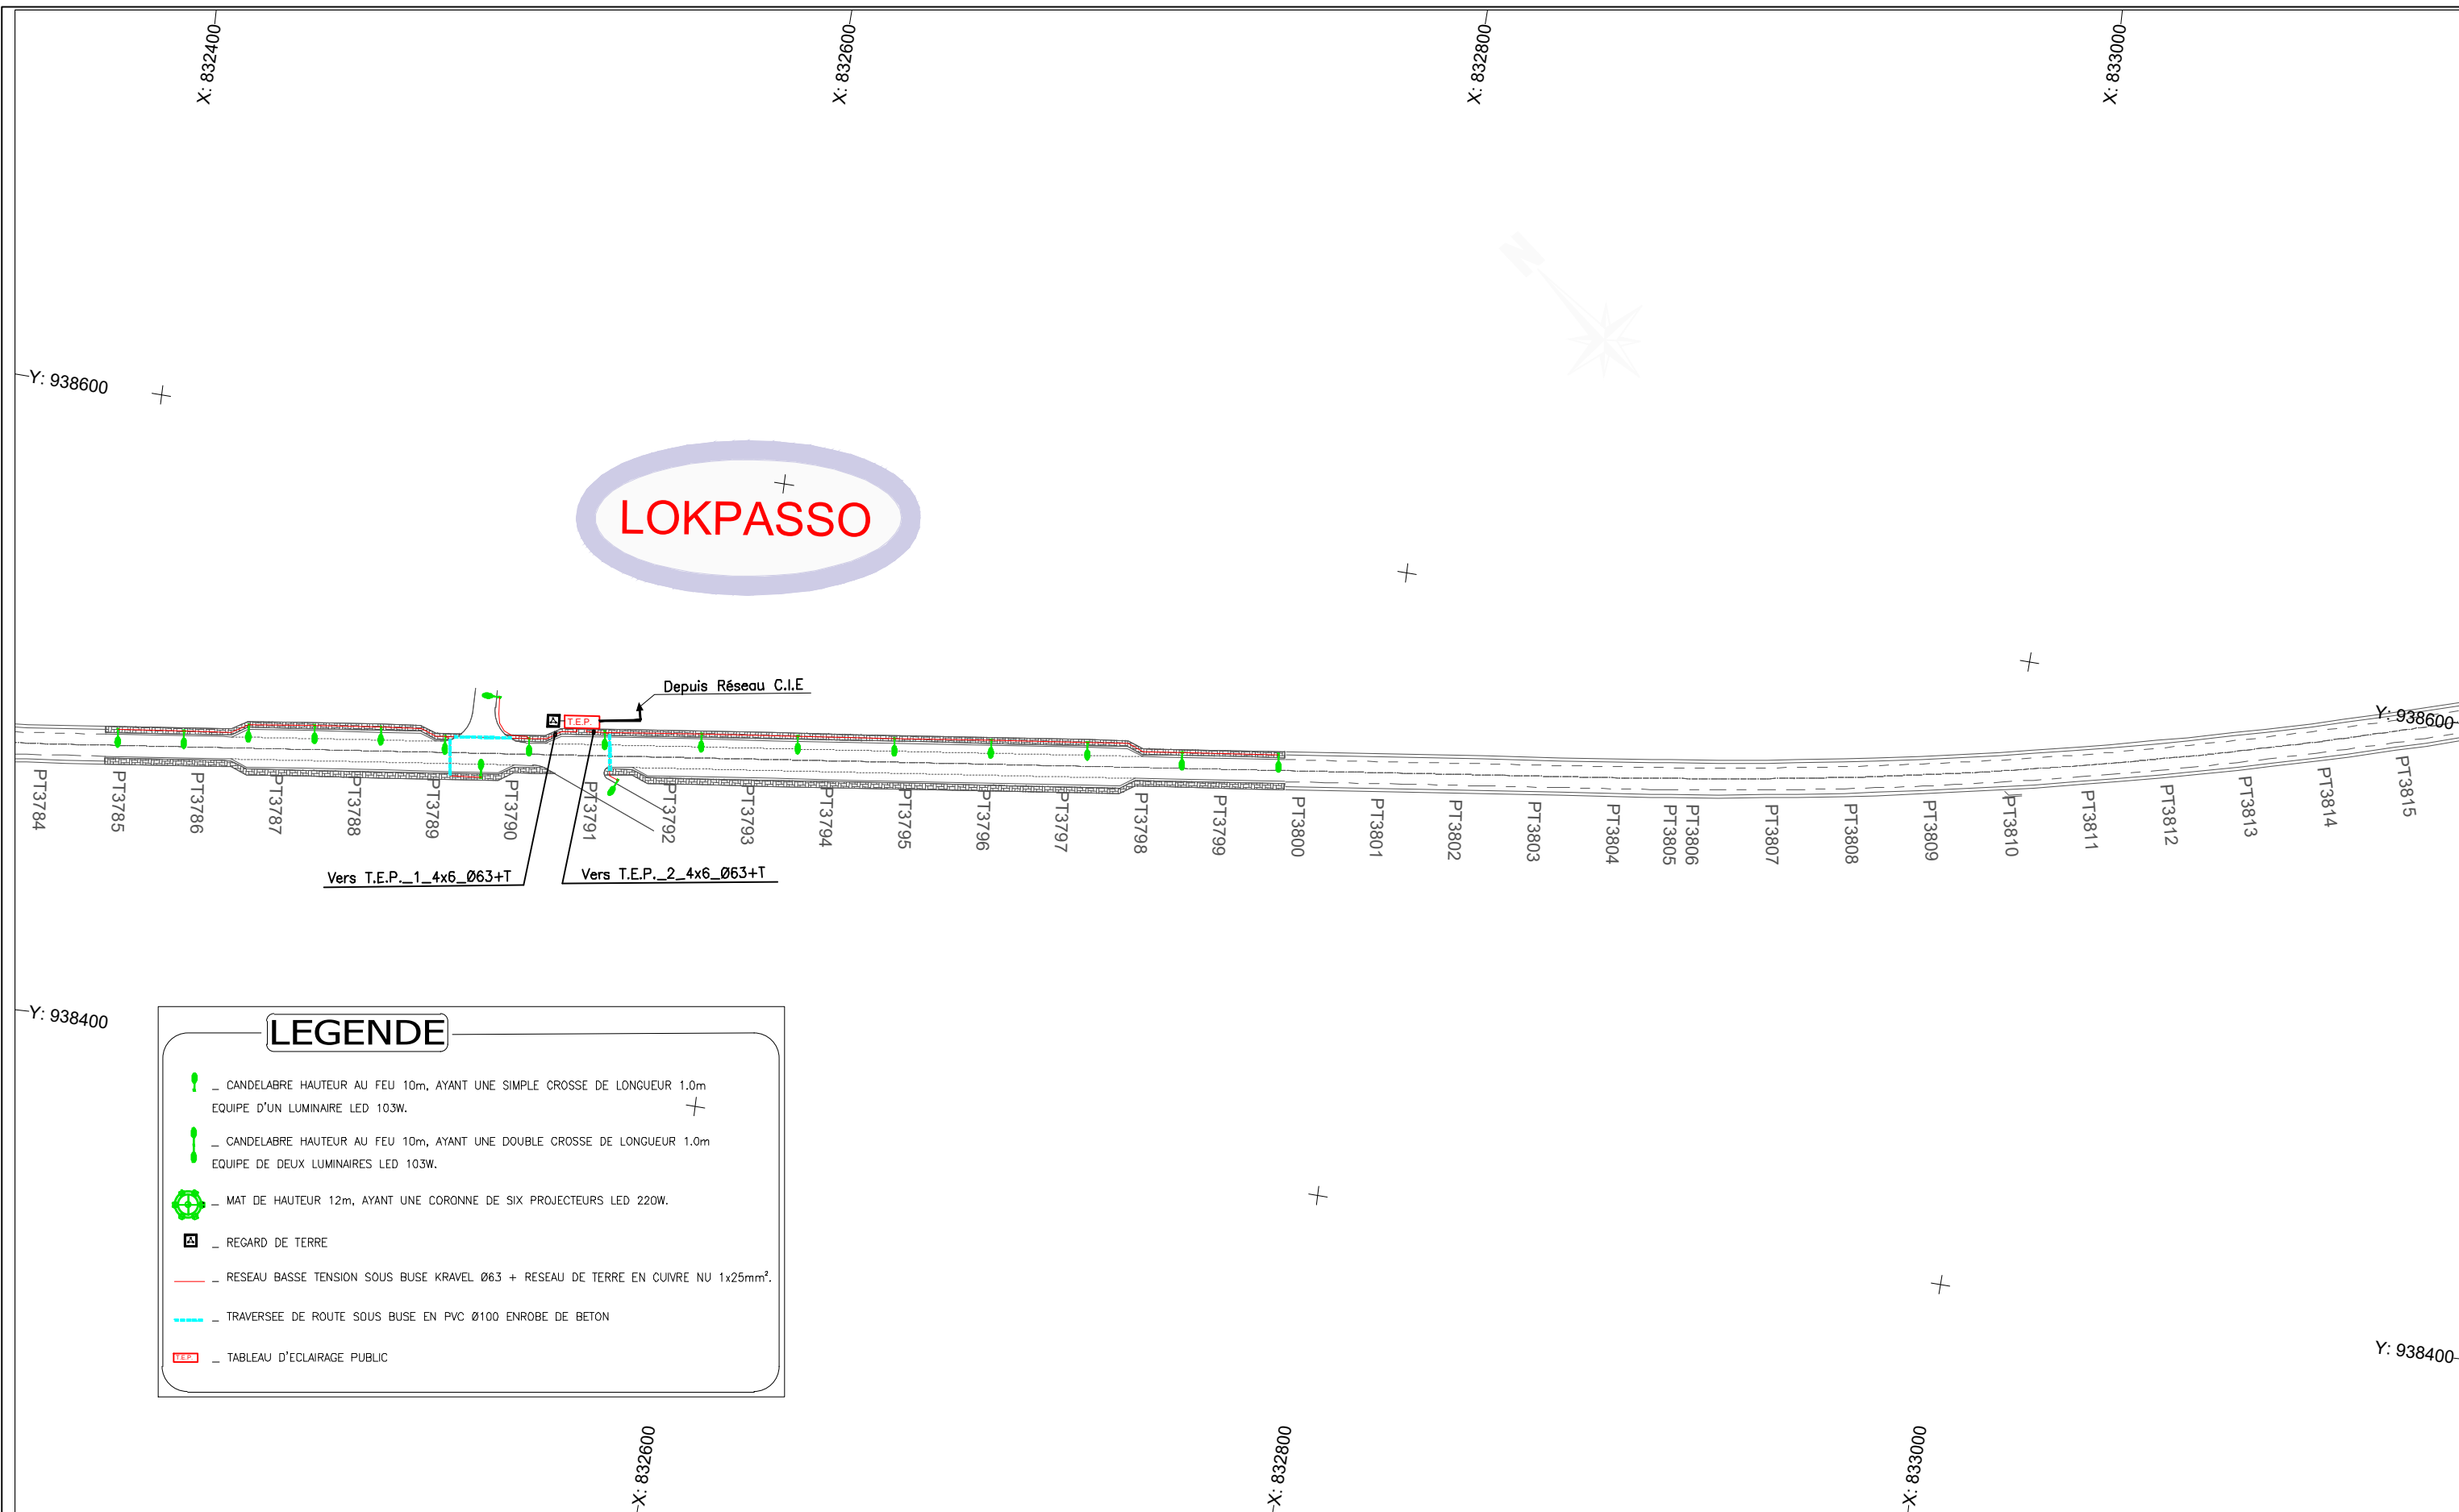 X: 832400
X: 832600
X: 832800
X: 833000
N
Y: 938600
LOKPASSO
Depuis Réseau C.I.E
T.E.P.
Y: 938600
PT3784
PT3785
PT3786
PT3787
PT3788
PT3789
PT3790
PT3791
PT3792
PT3793
PT3794
PT3795
PT3796
PT3797
PT3798
PT3799
PT3800
PT3801
PT3802
PT3803
PT3804
PT3805
PT3806
PT3807
PT3808
PT3809
PT3810
PT3811
PT3812
PT3813
PT3814
PT3815
Vers T.E.P._1_4x6_Ø63+T
Vers T.E.P._2_4x6_Ø63+T
Y: 938400
LEGENDE
_ CANDELABRE HAUTEUR AU FEU 10m, AYANT UNE SIMPLE CROSSE DE LONGUEUR 1.0m
EQUIPE D'UN LUMINAIRE LED 103W.
_ CANDELABRE HAUTEUR AU FEU 10m, AYANT UNE DOUBLE CROSSE DE LONGUEUR 1.0m
EQUIPE DE DEUX LUMINAIRES LED 103W.
_ MAT DE HAUTEUR 12m, AYANT UNE CORONNE DE SIX PROJECTEURS LED 220W.
_ REGARD DE TERRE
_ RESEAU BASSE TENSION SOUS BUSE KRAVEL Ø63 + RESEAU DE TERRE EN CUIVRE NU 1x25mm².
_ TRAVERSEE DE ROUTE SOUS BUSE EN PVC Ø100 ENROBE DE BETON
T.E.P. _ TABLEAU D'ECLAIRAGE PUBLIC
Y: 938400
X: 832600
X: 832800
X: 833000